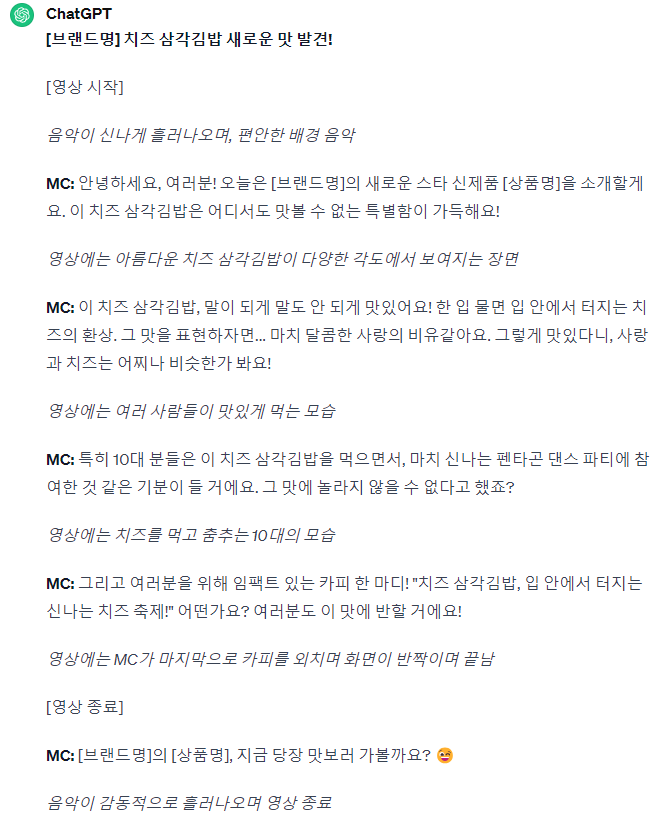 ChatGPT
[브랜드명] 치즈 삼각김밥 새로운 맛 발견!
[영상 시작]
음악이 신나게 흘러나오며, 편안한 배경 음악
MC: 안녕하세요, 여러분! 오늘은 [브랜드명]의 새로운 스타 신제품 [상품명]을 소개할게
요. 이 치즈 삼각김밥은 어디서도 맛볼 수 없는 특별함이 가득해요!
영상에는 아름다운 치즈 삼각김밥이 다양한 각도에서 보여지는 장면
MC: 이 치즈 삼각김밥, 말이 되게 말도 안 되게 맛있어요! 한 입 물면 입 안에서 터지는 치
즈의 환상. 그 맛을 표현하자면... 마치 달콤한 사랑의 비유같아요. 그렇게 맛있다니, 사랑
과 치즈는 어찌나 비슷한가 봐요!
영상에는 여러 사람들이 맛있게 먹는 모습
MC: 특히 10대 분들은 이 치즈 삼각김밥을 먹으면서, 마치 신나는 펜타곤 댄스 파티에 참
여한 것 같은 기분이 들 거에요. 그 맛에 놀라지 않을 수 없다고 했죠?
영상에는 치즈를 먹고 춤추는 10대의 모습
MC: 그리고 여러분을 위해 임팩트 있는 카피 한 마디! "치즈 삼각김밥, 입 안에서 터지는
신나는 치즈 축제!" 어떤가요? 여러분도 이 맛에 반할 거에요!
영상에는 MC가 마지막으로 카피를 외치며 화면이 반짝이며 끝남
[영상 종료]
MC: [브랜드명]의 [상품명], 지금 당장 맛보러 가볼까요? 😜
음악이 감동적으로 흘러나오며 영상 종료